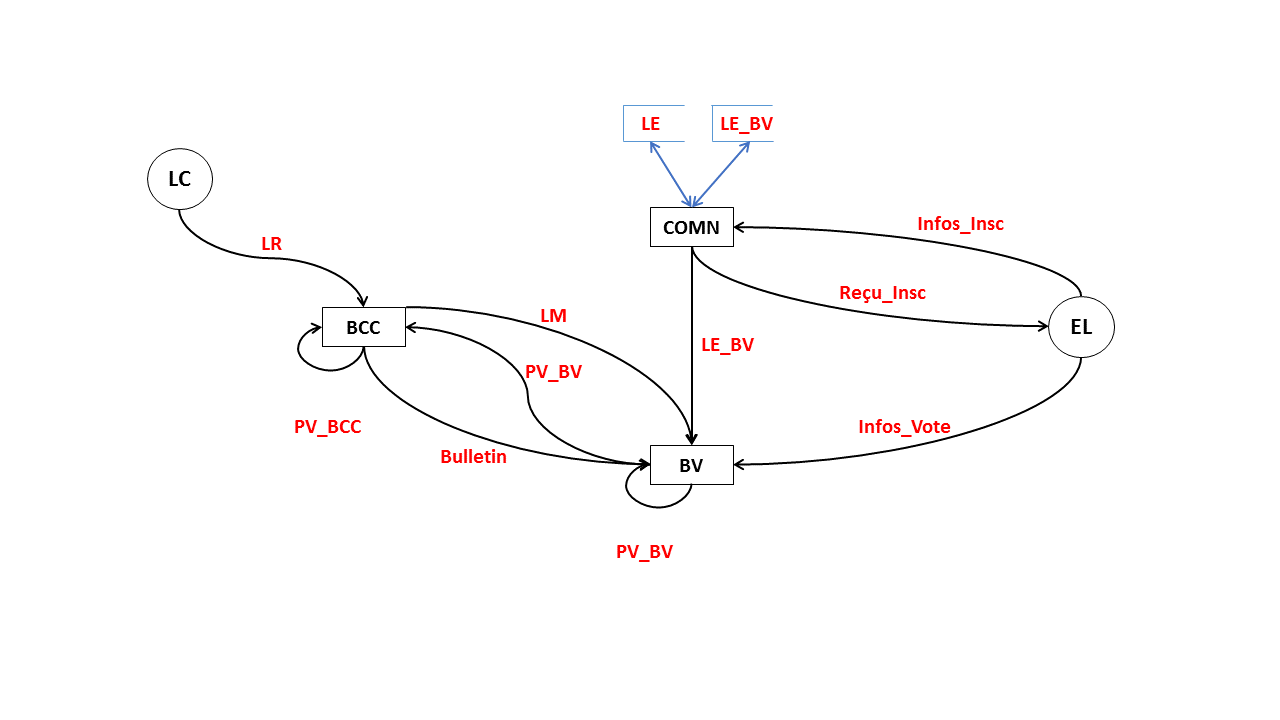 LE
LE_BV
LC
COMN
Infos_Insc
LR
Reçu_Insc
LM
BCC
EL
LE_BV
PV_BV
PV_BCC
Infos_Vote
Bulletin
BV
PV_BV